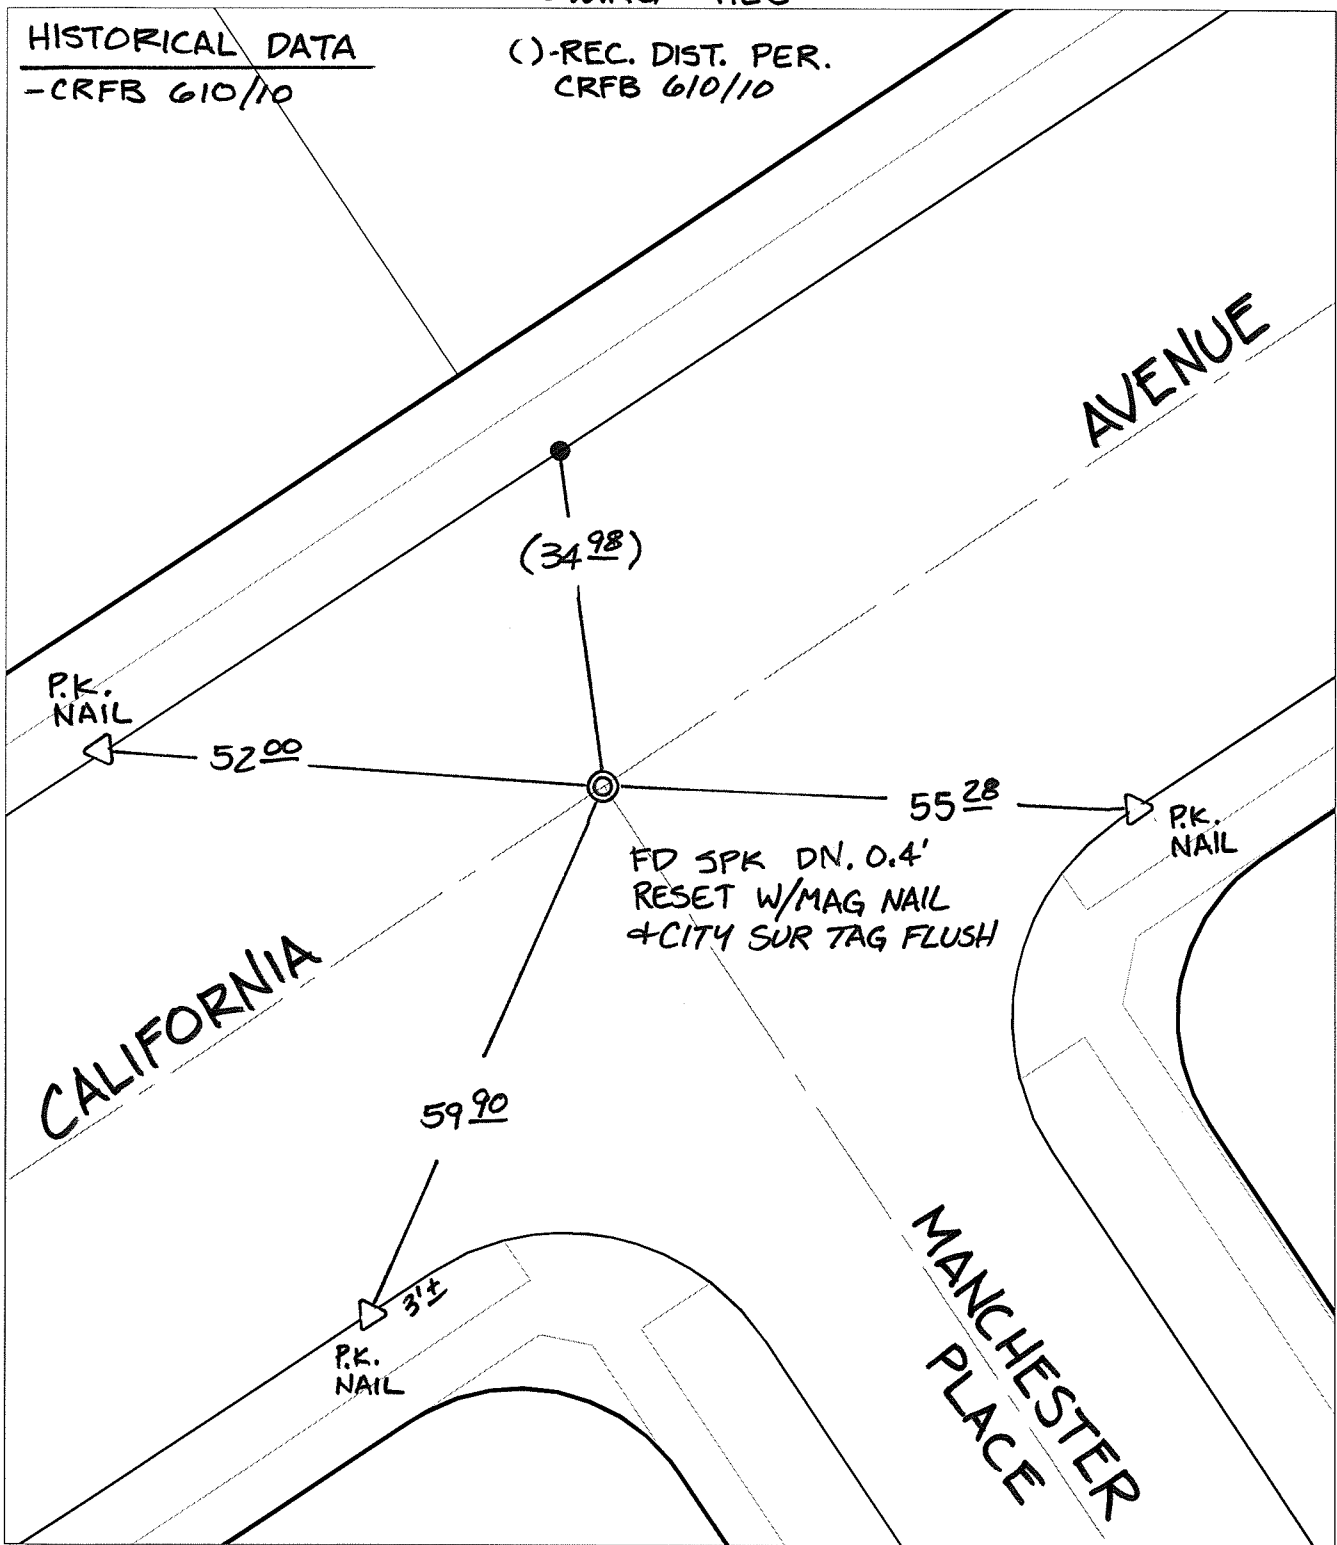 HISTORICAL DATA
-CRFB 610/10
()-REC. DIST. PER.
CRFB 610/10
AVENUE
(34 98)
P.K.
NAIL
52 00
55 28
P.K.
NAIL
FD SPK DN. 0.4'
RESET W/MAG NAIL
&CITY SUR TAG FLUSH
CALIFORNIA
59 90
3'±
P.K.
NAIL
MANCHESTER
PLACE